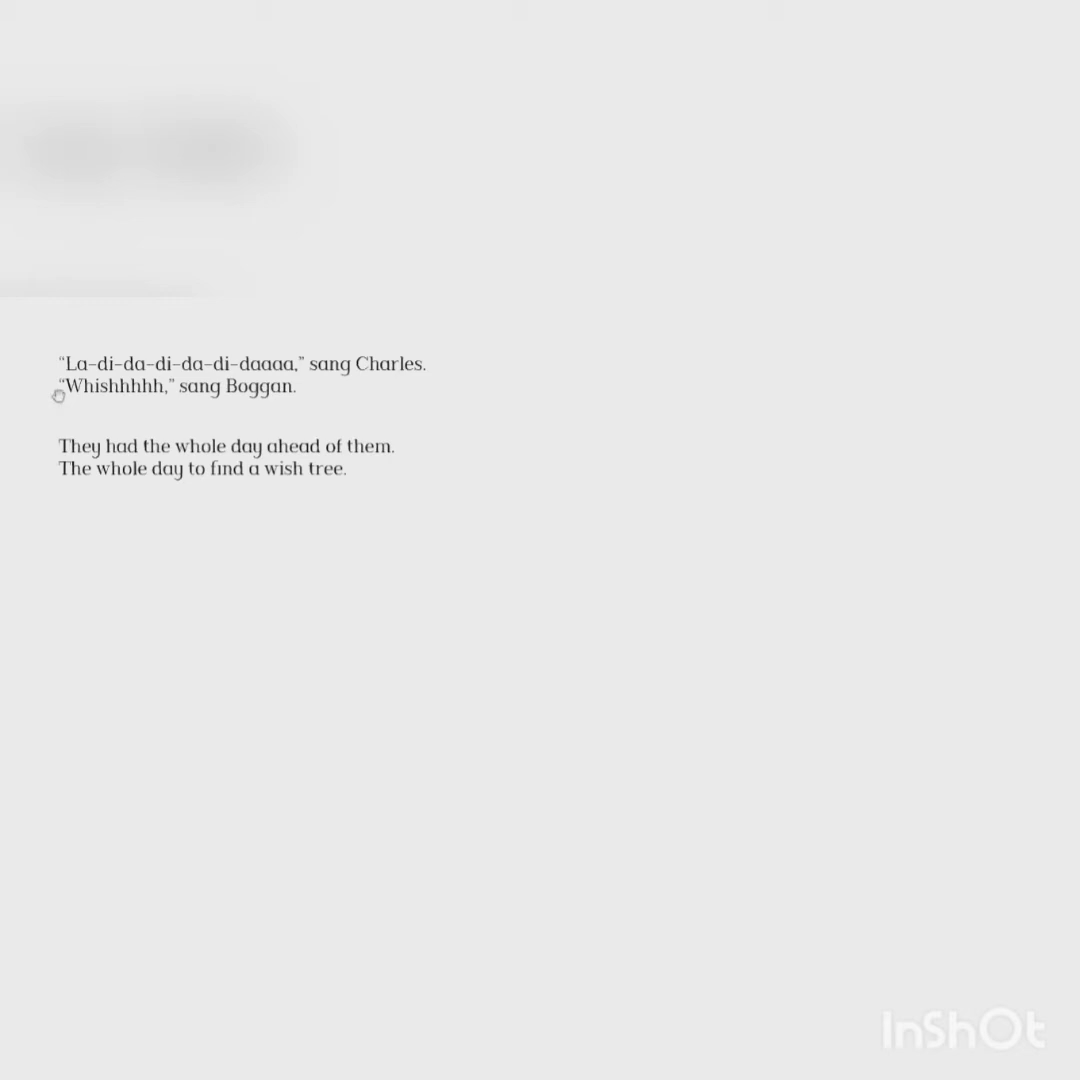 “La-di-da-di-da-di-daaaa,” sang Charles.
“Whishhhhh,” sang Boggan.
They had the whole day ahead of them.
The whole day to find a wish tree.
InShOt